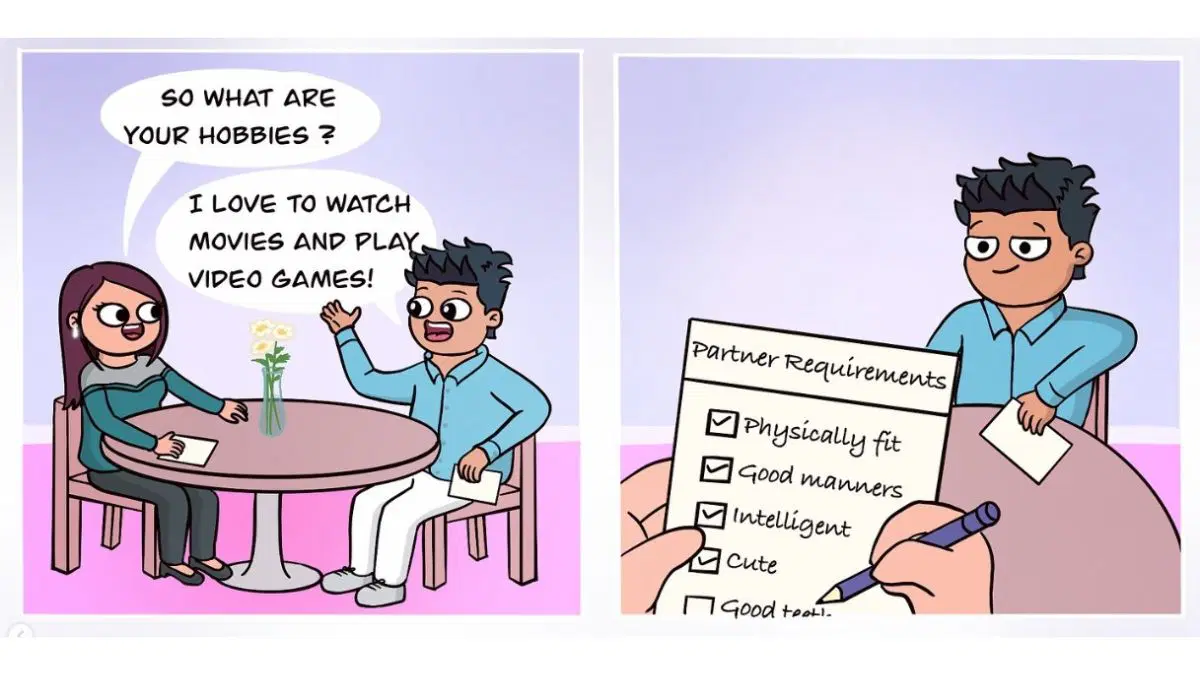 SO WHAT ARE
YOUR HOBBIES ?
I LOVE TO WATCH
MOVIES AND PLAY
VIDEO GAMES!
Partner Requirements
Physically fit
Good manners
Intelligent
Cute
Good teeth